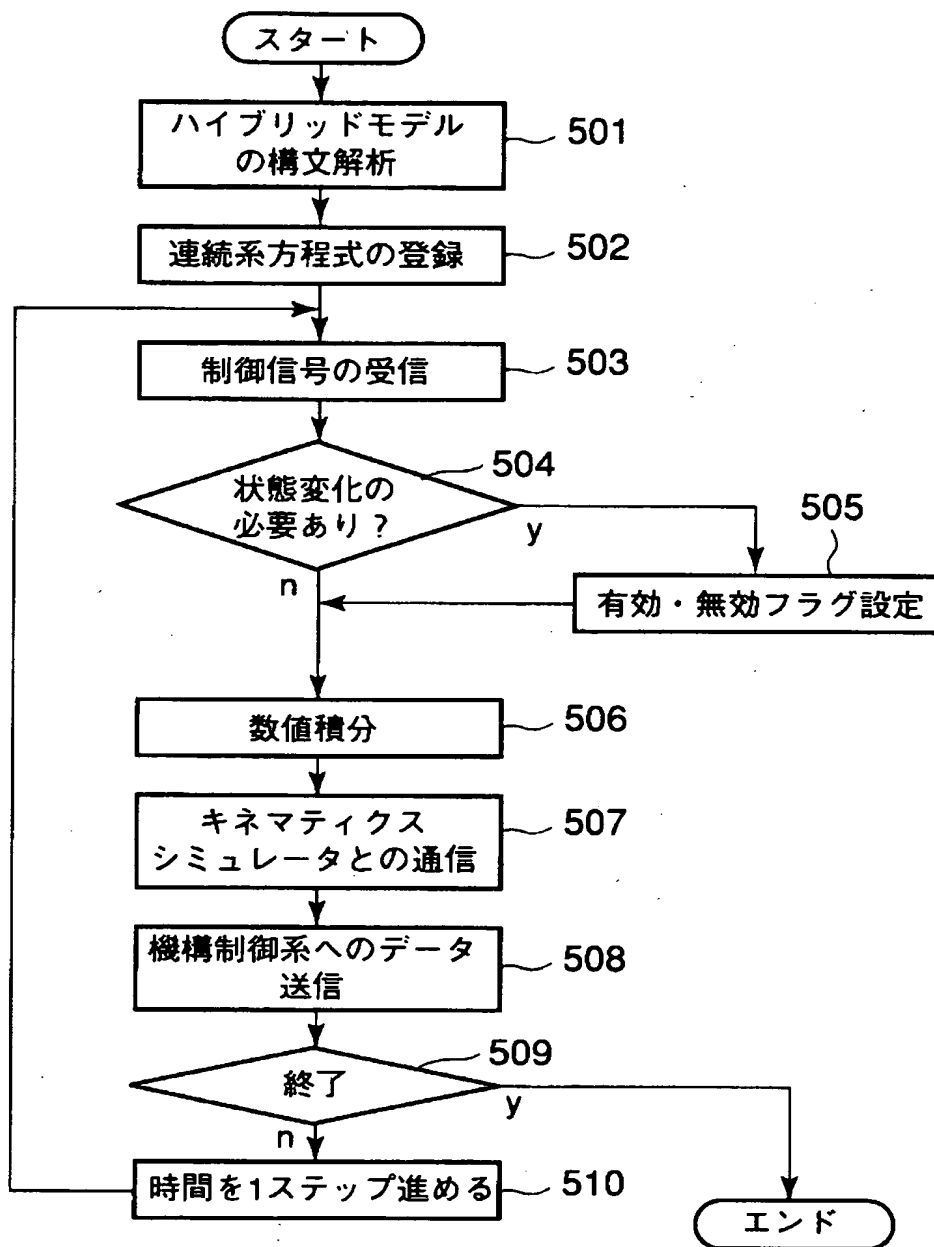 スタート
ハイブリッドモデル
の構文解析
501
連続系方程式の登録
502
制御信号の受信
503
状態変化の
必要あり?
504
y
n
505
有効・無効フラグ設定
数値積分
506
キネマティクス
シミュレータとの通信
507
機構制御系へのデータ
送信
508
終了
509
y
n
時間を1ステップ進める
510
エンド